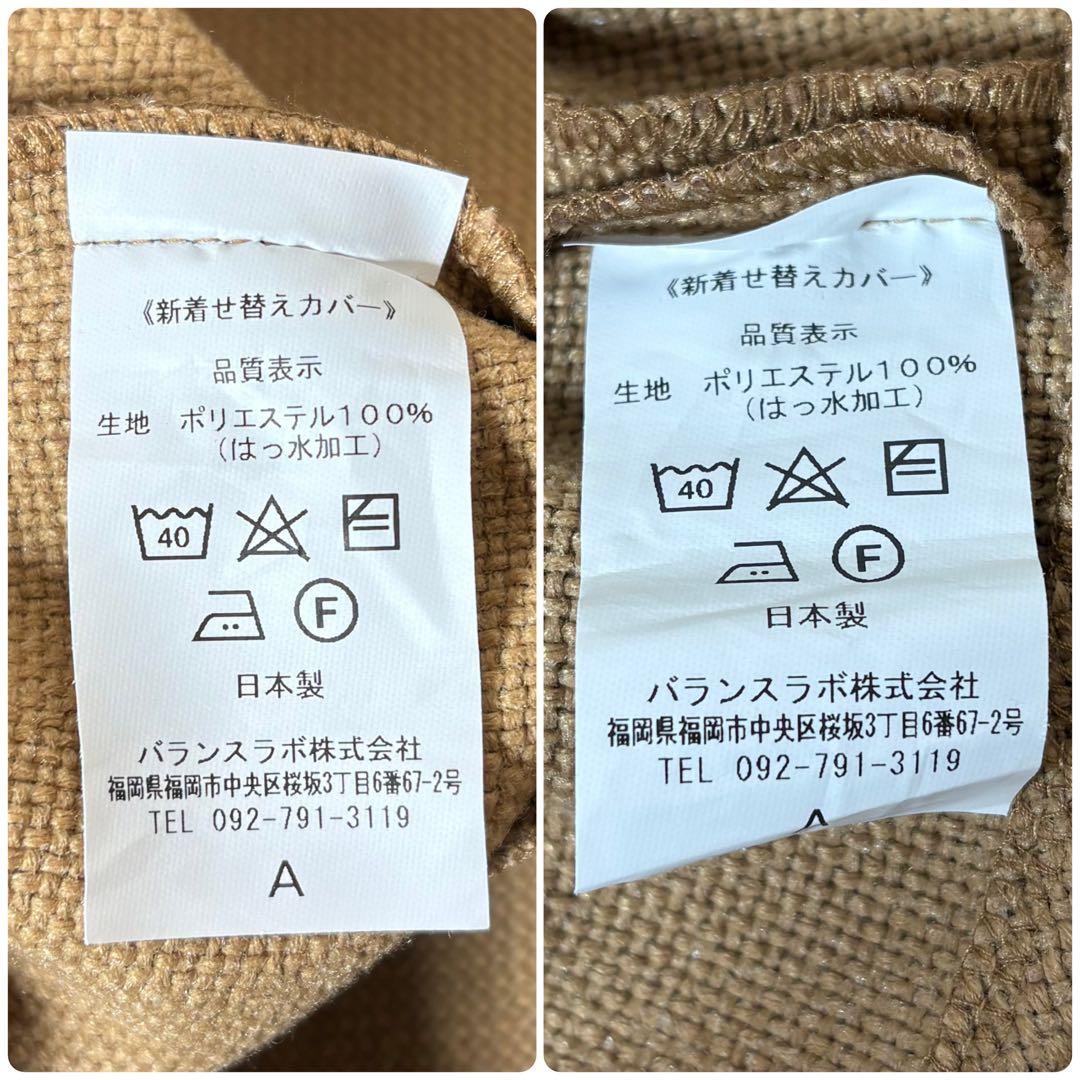 《新着せ替えカバー》
品質表示
生地　ポリエステル１００％
（はっ水加工）
40
F
日本製
バランスラボ株式会社
福岡県福岡市中央区桜坂3丁目6番67-2号
TEL 092-791-3119
A
《新着せ替えカバー》
品質表示
生地　ポリエステル１００％
（はっ水加工）
40
F
日本製
バランスラボ株式会社
福岡県福岡市中央区桜坂3丁目6番67-2号
TEL 092-791-3119
A